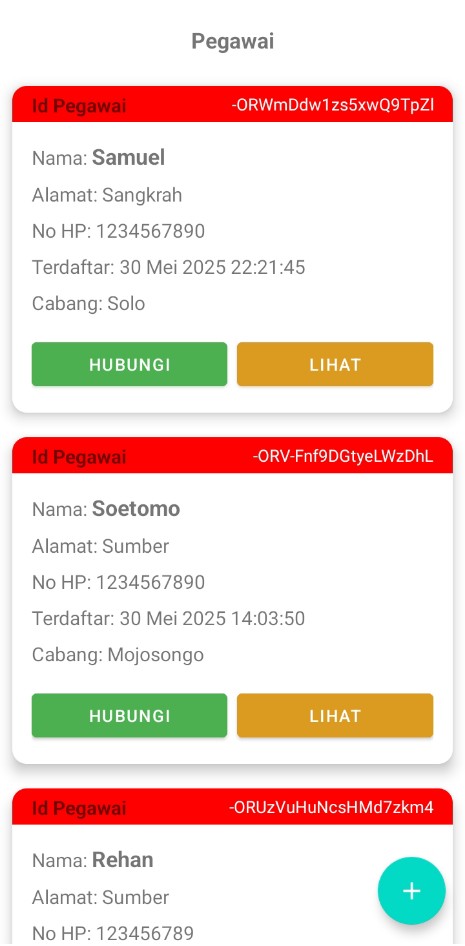 Pegawai
Id Pegawai -ORWmDdw1zs5xwQ9TpZl
Nama: Samuel
Alamat: Sangkrah
No HP: 1234567890
Terdaftar: 30 Mei 2025 22:21:45
Cabang: Solo
HUBUNGI LIHAT
Id Pegawai -ORV-Fnf9DGtyeLWzDhL
Nama: Soetomo
Alamat: Sumber
No HP: 1234567890
Terdaftar: 30 Mei 2025 14:03:50
Cabang: Mojosongo
HUBUNGI LIHAT
Id Pegawai -ORUzVuHuNcsHMd7zkm4
Nama: Rehan
Alamat: Sumber
No HP: 123456789
+